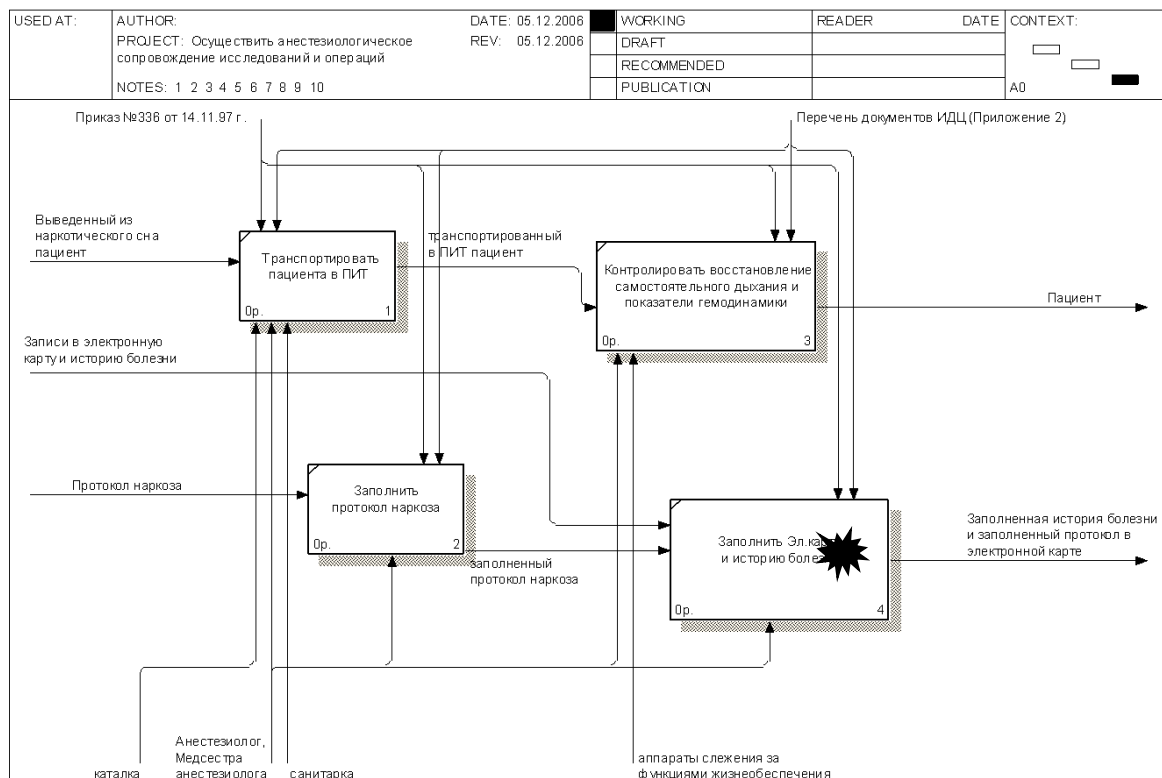 USED AT:
AUTHOR:
DATE: 05.12.2006
PROJECT: Осуществить анестезиологическое
сопровождение исследований и операций
REV: 05.12.2006
NOTES: 1 2 3 4 5 6 7 8 9 10
WORKING
DRAFT
RECOMMENDED
PUBLICATION
READER
DATE
CONTEXT:
A0
Приказ №336 от 14.11.97 г.
Перечень документов ИДЦ (Приложение 2)
Выведенный из
наркотического сна
пациент
Транспортировать
пациента в ПИТ
0р.
1
транспортированный
в ПИТ пациент
Контролировать восстановление
самостоятельного дыхания и
показатели гемодинамики
0р.
3
Пациент
Записи в электронную
карту и историю болезни
Протокол наркоза
Заполнить
протокол наркоза
0р.
2
заполненный
протокол наркоза
Заполнить Эл.
и историю
0р.
4
Заполненная история болезни
и заполненный протокол в
электронной карте
каталка
Анестезиолог,
Медсестра
анестезиолога
санитарка
аппараты слежения за
функциями жизнеобеспечения